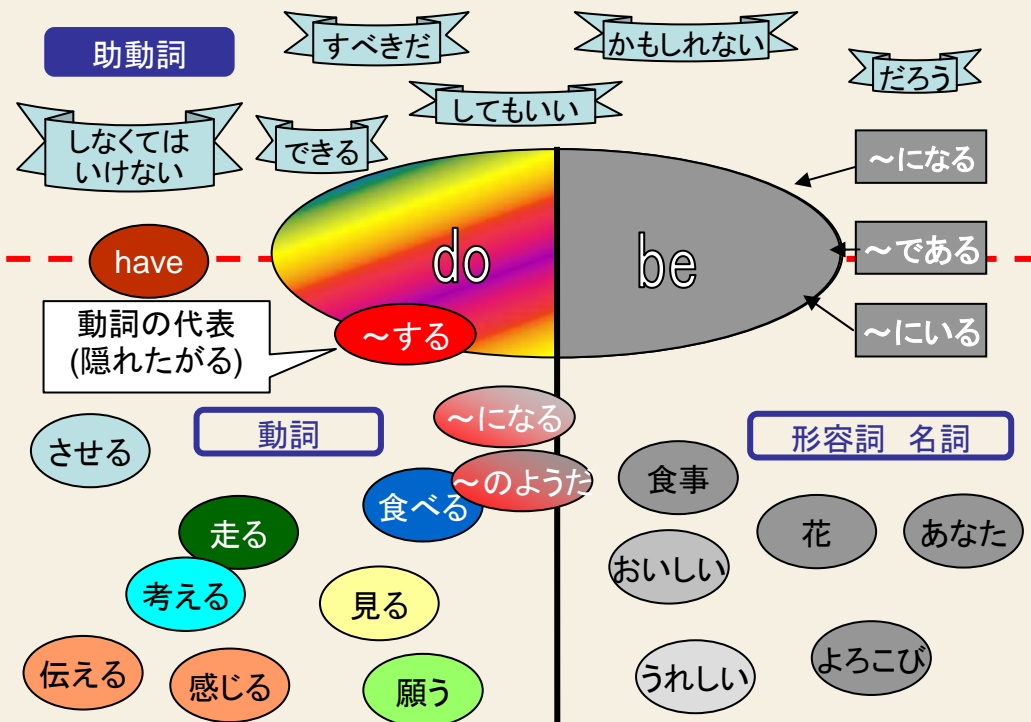 助動詞
すべきだ
かもしれない
だろう
しなくては
いけない
できる
してもいい
have
do
be
～になる
～である
～にいる
動詞の代表
(隠れたがる)
～する
動詞
～になる
～のようだ
形容詞 名詞
させる
食べる
食事
走る
花
あなた
考える
見る
おいしい
伝える
感じる
願う
うれしい
よろこび